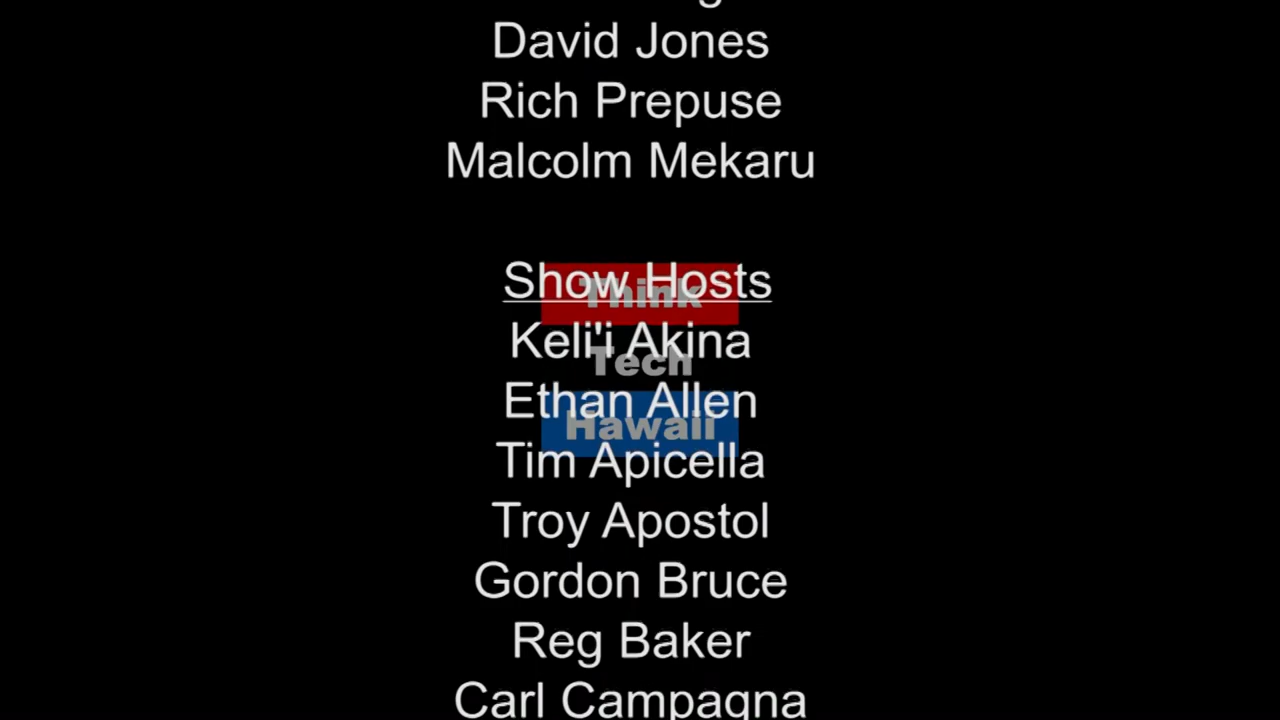 David Jones
Rich Prepuse
Malcolm Mekaru
Show Hosts
Think
Keli'i Akina
Tech
Ethan Allen
Hawaii
Tim Apicella
Troy Apostol
Gordon Bruce
Reg Baker
Carl Campagna